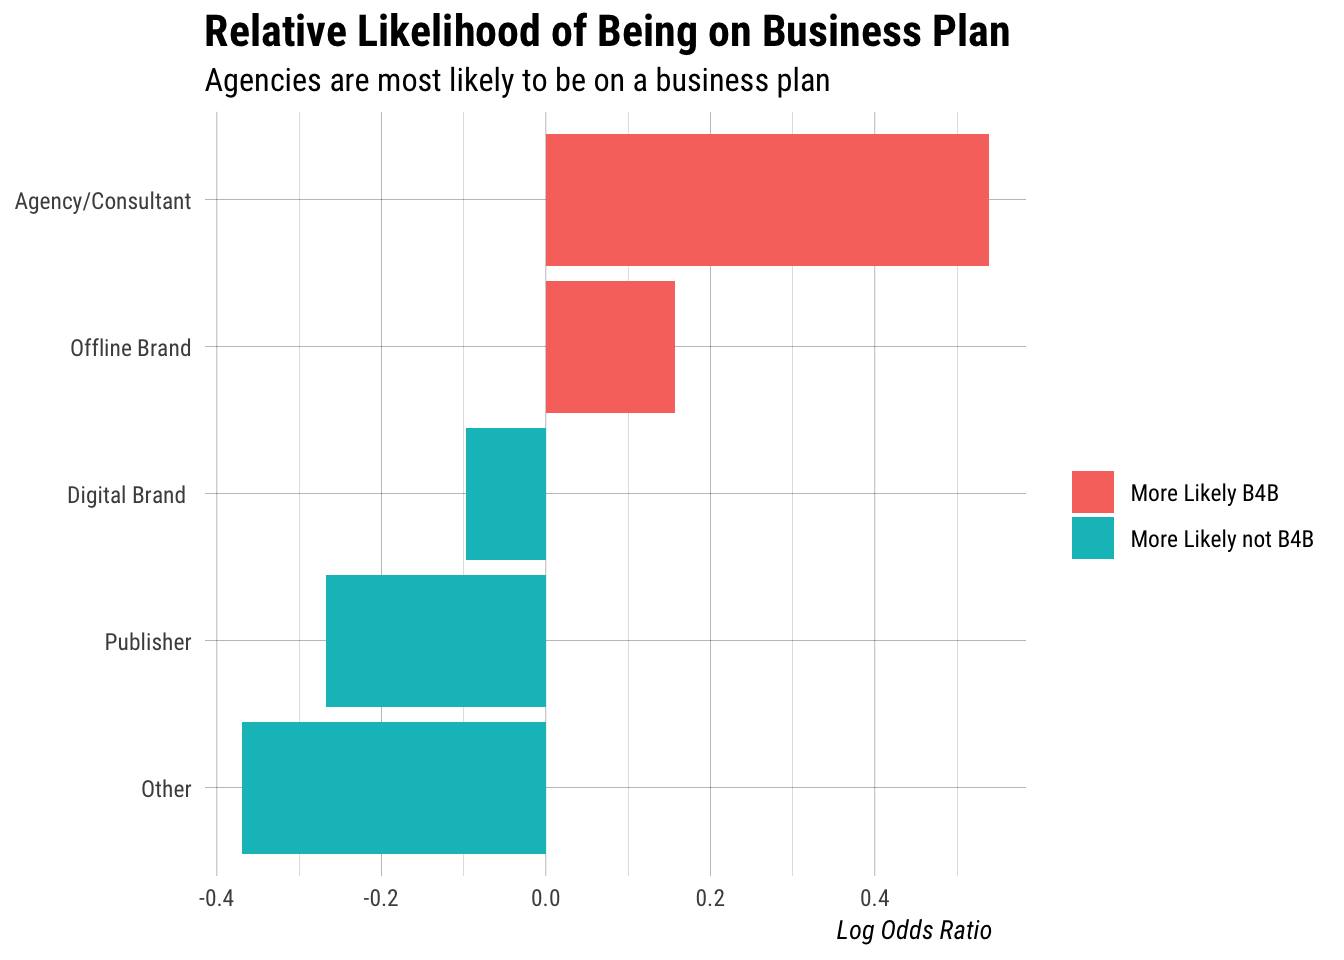 Relative Likelihood of Being on Business Plan
Agencies are most likely to be on a business plan
Agency/Consultant
Offline Brand
Digital Brand
Publisher
Other
More Likely B4B
More Likely not B4B
-0.4 -0.2 0.0 0.2 0.4
Log Odds Ratio